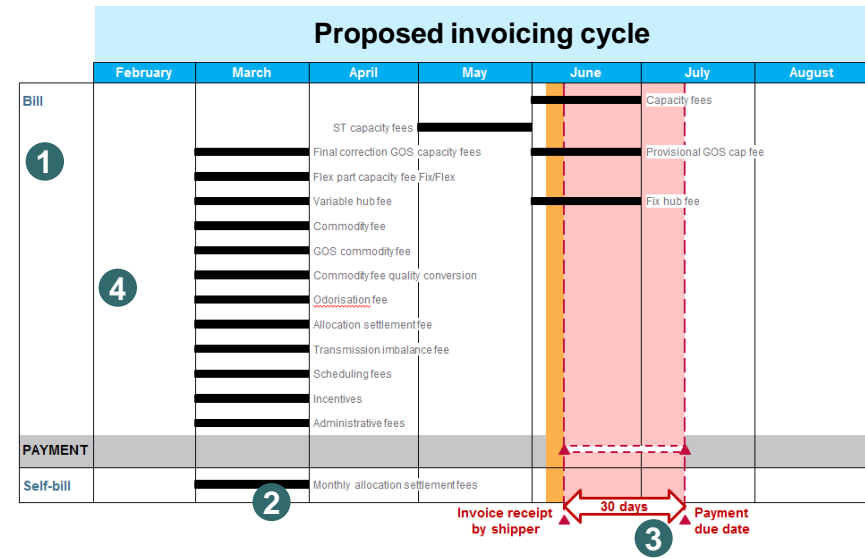 Proposed invoicing cycle
February March April May June July August
Bill
Capacity fees
ST capacity fees
1
Final correction GOS capacity fees Provisional GOS cap fee
Flex part capacity fee Fix/Flex
Variable hub fee Fix hub fee
Commodity fee
GOS commodity fee
4
Commodity fee quality conversion
Odorisation fee
Allocation settlement fee
Transmission imbalance fee
Scheduling fees
Incentives
Administrative fees
PAYMENT
Self-bill
Monthly allocation settlement fees
2
Invoice receipt
by shipper
30 days
3
Payment
due date